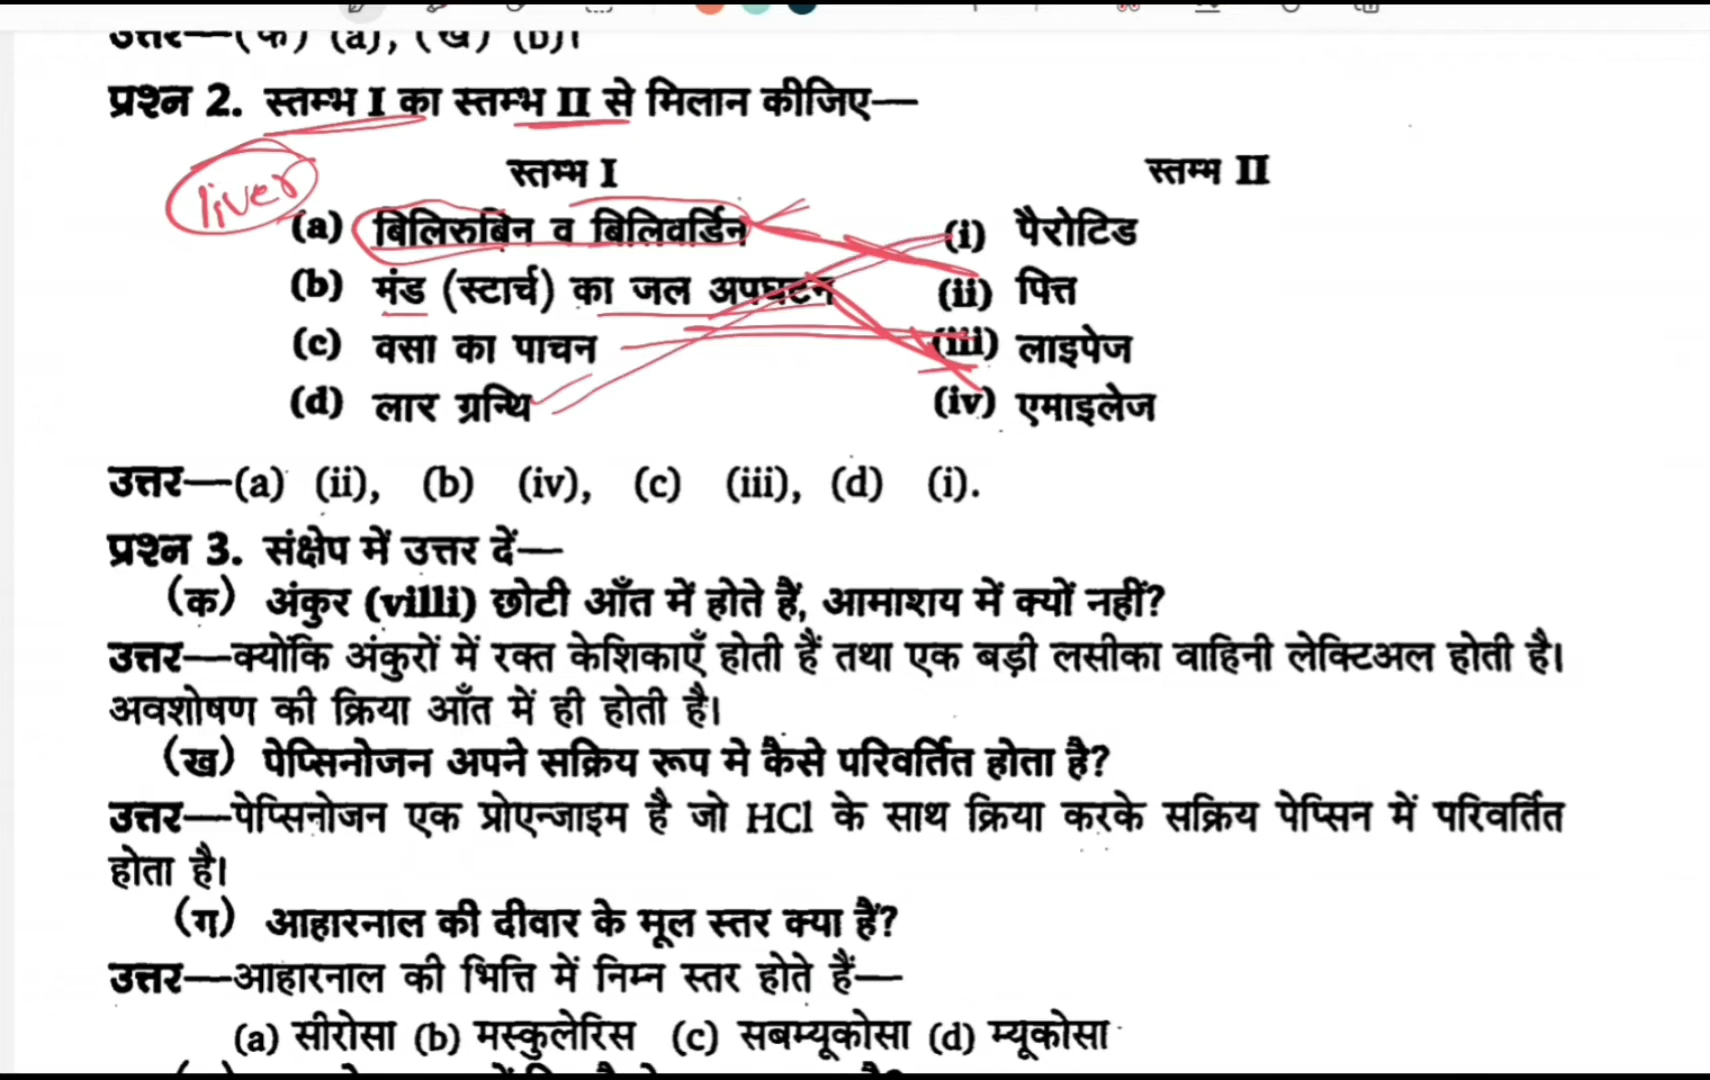 उत्तर—(क) (a), (ख) (b)।
प्रश्न 2. स्तम्भ I का स्तम्भ II से मिलान कीजिए—
स्तम्भ I स्तम्भ II
liver
(a) बिलिरुबिन व बिलिवर्डिन (i) पैरोटिड
(b) मंड (स्टार्च) का जल अपघटन (ii) पित्त
(c) वसा का पाचन (iii) लाइपेज
(d) लार ग्रन्थि (iv) एमाइलेज
उत्तर—(a) (ii), (b) (iv), (c) (iii), (d) (i).
प्रश्न 3. संक्षेप में उत्तर दें—
(क) अंकुर (villi) छोटी आँत में होते हैं, आमाशय में क्यों नहीं?
उत्तर—क्योंकि अंकुरों में रक्त केशिकाएँ होती हैं तथा एक बड़ी लसीका वाहिनी लेक्टिअल होती है।
अवशोषण की क्रिया आँत में ही होती है।
(ख) पेप्सिनोजन अपने सक्रिय रूप मे कैसे परिवर्तित होता है?
उत्तर—पेप्सिनोजन एक प्रोएन्जाइम है जो HCl के साथ क्रिया करके सक्रिय पेप्सिन में परिवर्तित
होता है।
(ग) आहारनाल की दीवार के मूल स्तर क्या हैं?
उत्तर—आहारनाल की भित्ति में निम्न स्तर होते हैं—
(a) सीरोसा (b) मस्कुलेरिस (c) सबम्यूकोसा (d) म्यूकोसा